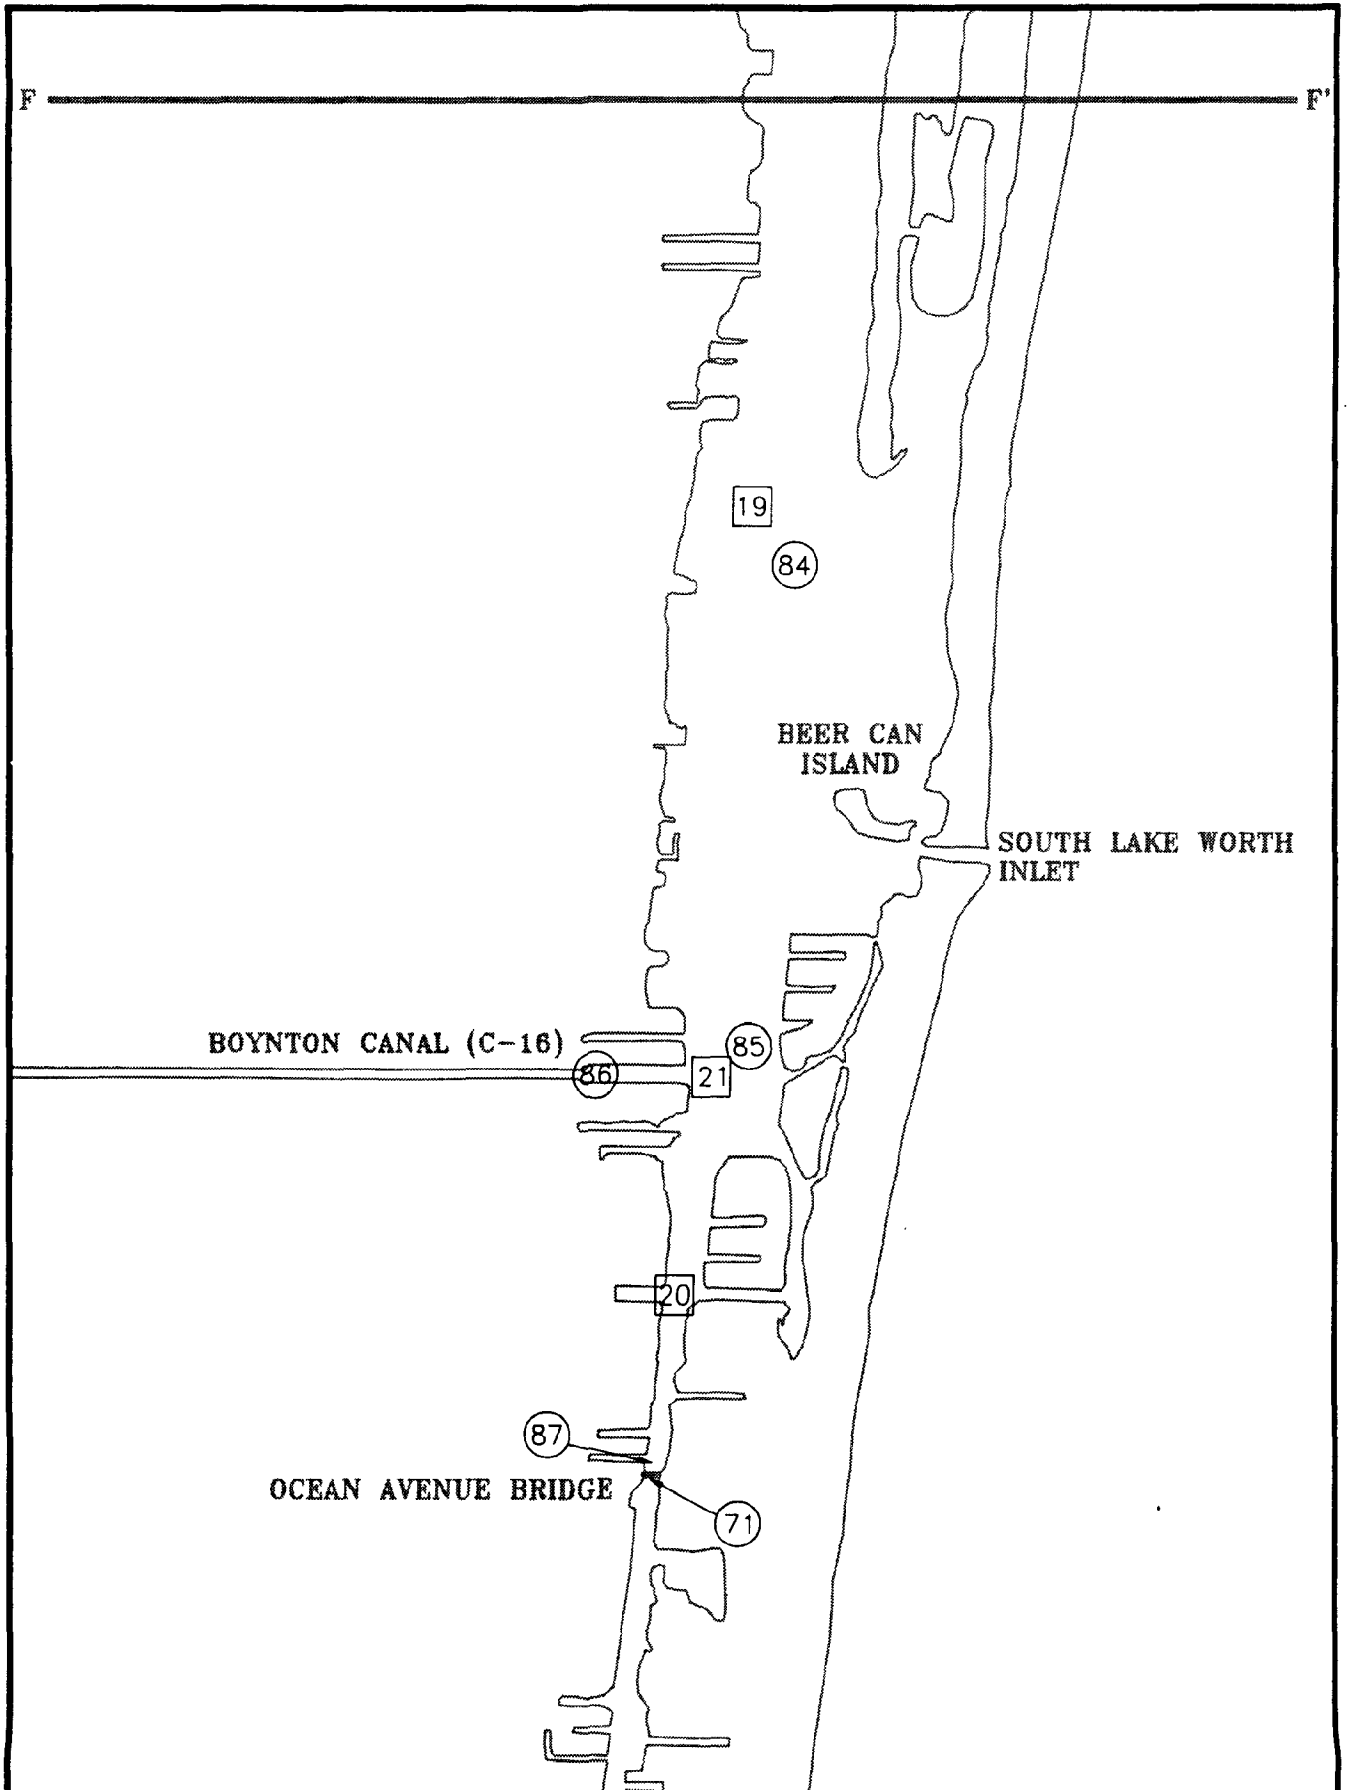 F F'
19
84
BEER CAN
ISLAND
SOUTH LAKE WORTH
INLET
BOYNTON CANAL (C-16)
85
86
21
20
87
OCEAN AVENUE BRIDGE
71